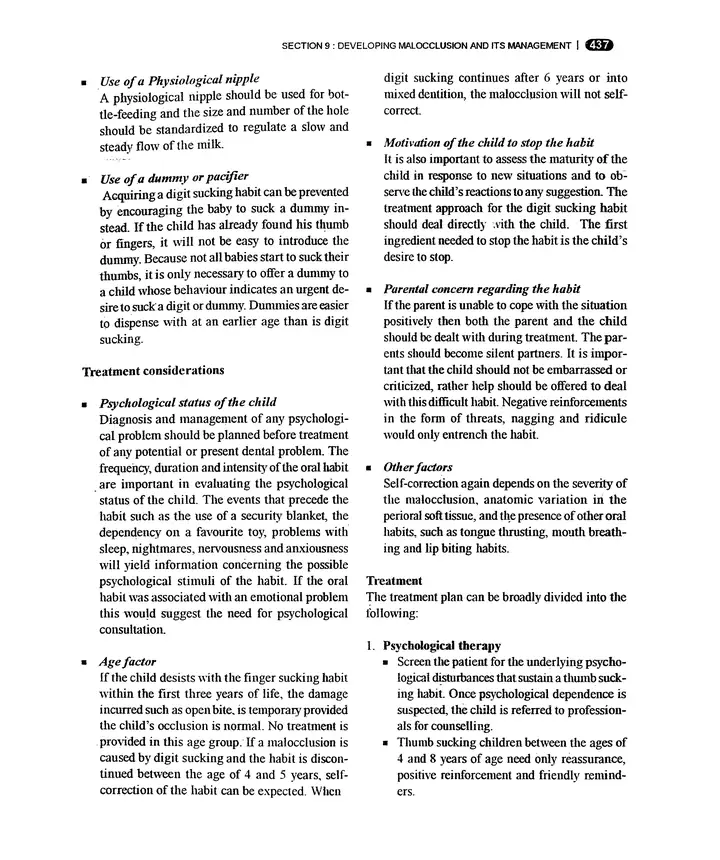 SECTION 9 : DEVELOPING MALOCCLUSION AND ITS MANAGEMENT | 437
■ Use of a Physiological nipple
A physiological nipple should be used for bot-
tle-feeding and the size and number of the hole
should be standardized to regulate a slow and
steady flow of the milk.
■ Use of a dummy or pacifier
Acquiring a digit sucking habit can be prevented
by encouraging the baby to suck a dummy in-
stead. If the child has already found his thumb
or fingers, it will not be easy to introduce the
dummy. Because not all babies start to suck their
thumbs, it is only necessary to offer a dummy to
a child whose behaviour indicates an urgent de-
sire to suck a digit or dummy. Dummies are easier
to dispense with at an earlier age than is digit
sucking.
Treatment considerations
■ Psychological status of the child
Diagnosis and management of any psychologi-
cal problem should be planned before treatment
of any potential or present dental problem. The
frequency, duration and intensity of the oral habit
are important in evaluating the psychological
status of the child. The events that precede the
habit such as the use of a security blanket, the
dependency on a favourite toy, problems with
sleep, nightmares, nervousness and anxiousness
will yield information concerning the possible
psychological stimuli of the habit. If the oral
habit was associated with an emotional problem
this would suggest the need for psychological
consultation.
■ Age factor
If the child desists with the finger sucking habit
within the first three years of life, the damage
incurred such as open bite, is temporary provided
the child's occlusion is normal. No treatment is
provided in this age group. If a malocclusion is
caused by digit sucking and the habit is discon-
tinued between the age of 4 and 5 years, self-
correction of the habit can be expected. When
digit sucking continues after 6 years or into
mixed dentition, the malocclusion will not self-
correct.
■ Motivation of the child to stop the habit
It is also important to assess the maturity of the
child in response to new situations and to ob-
serve the child's reactions to any suggestion. The
treatment approach for the digit sucking habit
should deal directly with the child. The first
ingredient needed to stop the habit is the child's
desire to stop.
■ Parental concern regarding the habit
If the parent is unable to cope with the situation
positively then both the parent and the child
should be dealt with during treatment. The par-
ents should become silent partners. It is impor-
tant that the child should not be embarrassed or
criticized, rather help should be offered to deal
with this difficult habit. Negative reinforcements
in the form of threats, nagging and ridicule
would only entrench the habit.
■ Other factors
Self-correction again depends on the severity of
the malocclusion, anatomic variation in the
perioral soft tissue, and the presence of other oral
habits, such as tongue thrusting, mouth breath-
ing and lip biting habits.
Treatment
The treatment plan can be broadly divided into the
following:
1. Psychological therapy
■ Screen the patient for the underlying psycho-
logical disturbances that sustain a thumb suck-
ing habit. Once psychological dependence is
suspected, the child is referred to profession-
als for counselling.
■ Thumb sucking children between the ages of
4 and 8 years of age need only reassurance,
positive reinforcement and friendly remind-
ers.